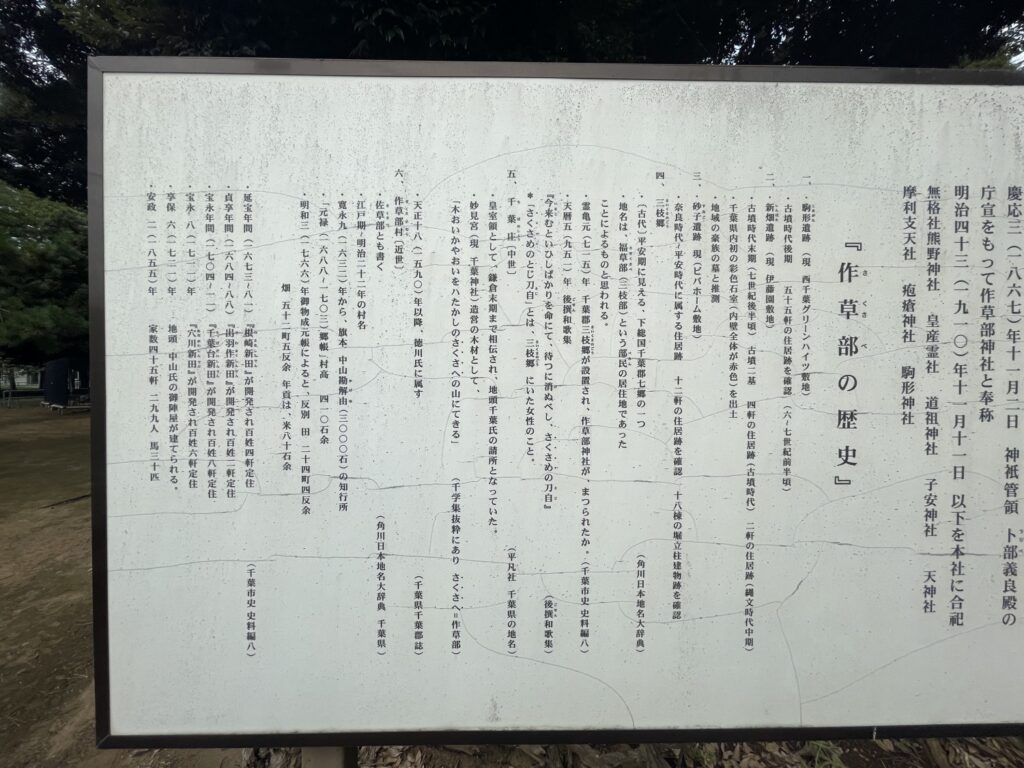 慶応三(一八六七)年十一月二日 神祇管領 卜部義良殿の
庁宣をもって作草部神社と奉称
明治四十三(一九一〇)年十一月十一日 以下を本社に合祀
無格社熊野神社 皇産霊社 道祖神社 子安神社 天神社
摩利支天社 疱瘡神社 駒形神社
『作草部の歴史』
一、駒形遺跡(現 西千葉グリーンハイツ敷地)
・古墳時代後期 五十五軒の住居跡を確認(六~七世紀前半頃)
二、新畑遺跡(現 伊藤園敷地)
・古墳時代末期(七世紀後半頃)古墳二基 四軒の住居跡(古墳時代)二軒の住居跡(縄文時代中期)
・千葉県内初の彩色石室(内壁全体が赤色)を出土
・地域の豪族の墓と推測
三、砂子遺跡 現(ビバホーム敷地)
・奈良時代~平安時代に属する住居跡 十二軒の住居跡を確認 十八棟の堀立柱建物跡を確認
四、三枝郷
・(古代)平安期に見える、下総国千葉郡七郷の一つ
地名は、福草部(三枝部)という部民の居住地であった
ことによるものと思われる。 (角川日本地名大辞典)
・霊亀元(七一五)年 千葉郡三枝郷が設置され、作草部神社が、まつられたか。(千葉市史 史料編八)
・天暦五(九五一)年 後撰和歌集
『今来むといひしばかりを命にて、待つに消ぬべし、さくさめの刀自』 (後撰和歌集)
*「さくさめのとじ刀自」とは、三枝郷 にいた女性のこと。
五、千葉庄(中世) (平凡社 千葉県の地名)
・皇室領として、鎌倉末期まで相伝され、地頭千葉氏の請所となっていた。
・妙見宮(現 千葉神社)造営の木材として、
「木おいかやおいをハたかしのさくさへの山にてきる」 (千学集抜粋にあり さくさへ=作草部)
六、作草部村(近世)
・天正十八(一五九〇)年以降、徳川氏に属す (千葉県千葉郡誌)
・佐草部とも書く
・江戸期~明治二十二年の村名 (角川日本地名大辞典 千葉県)
・寛永九(一六三二)年から、旗本 中山勘解由(三〇〇〇石)の知行所
・「元禄(一六八八~一七〇三)郷帳」村高 四一〇石余
・明和三(一七六六)年御物成元帳によると、反別 田 二十四町四反余
畑 五十二町五反余 年貢は、米八十石余
・延宝年間(一六七三~八一)『根崎新田』が開発され百姓四軒定住 (千葉市史 史料編八)
・貞享年間(一六八四~八八)『出羽作新田』が開発され百姓二軒定住
・宝永年間(一七〇四~一一)『千葉台新田』が開発され百姓八軒定住
・宝永 八(一七一一)年 『六川新田』が開発され百姓六軒定住
・享保 六(一七二一)年 地頭 中山氏の御陣屋が建てられる。
・安政 二(一八五五)年 家数四十五軒 二九九人 馬三十匹